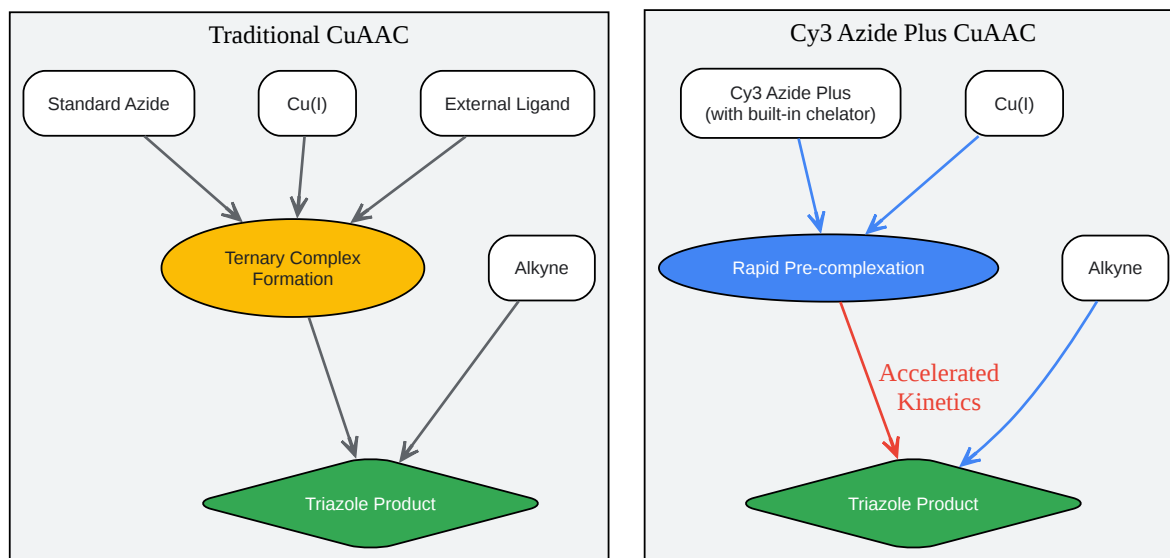 Traditional CuAAC
Standard Azide
Cu(I)
External Ligand
Ternary Complex
Formation
Alkyne
Triazole Product
Cy3 Azide Plus CuAAC
Cy3 Azide Plus
(with built-in chelator)
Cu(I)
Rapid Pre-complexation
Alkyne
Accelerated
Kinetics
Triazole Product